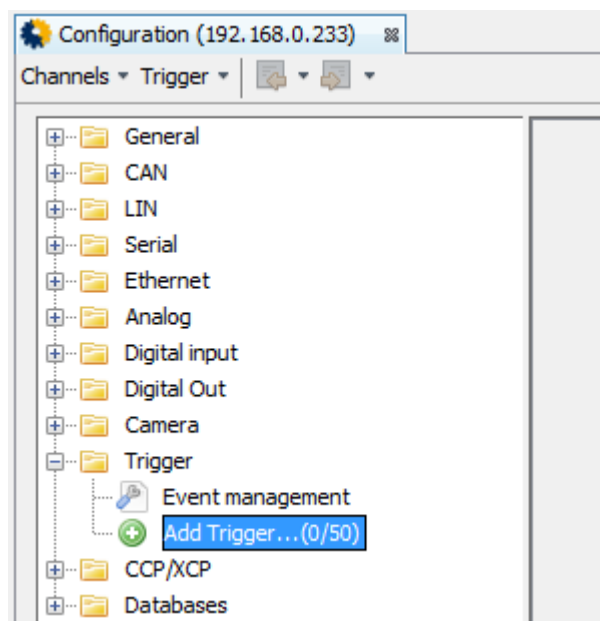 Configuration (192.168.0.233)
Channels Trigger
General
CAN
LIN
Serial
Ethernet
Analog
Digital input
Digital Out
Camera
Trigger
Event management
Add Trigger...(0/50)
CCP/XCP
Databases